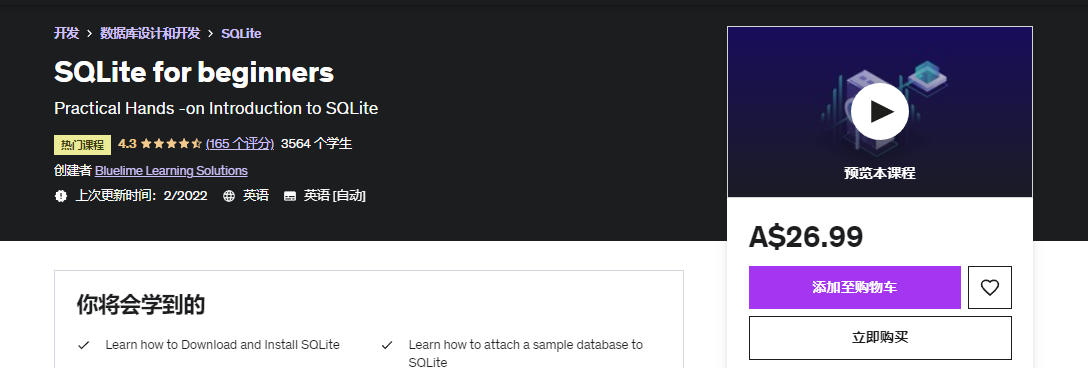 开发 > 数据库设计和开发 > SQLite
SQLite for beginners
Practical Hands -on Introduction to SQLite
热门课程 4.3 (165 个评分) 3564 个学生
创建者 Bluelime Learning Solutions
上次更新时间： 2/2022 英语 英语 [自动]
预览本课程
A$26.99
添加至购物车
立即购买
你将会学到的
Learn how to Download and Install SQLite
Learn how to attach a sample database to
SQLite